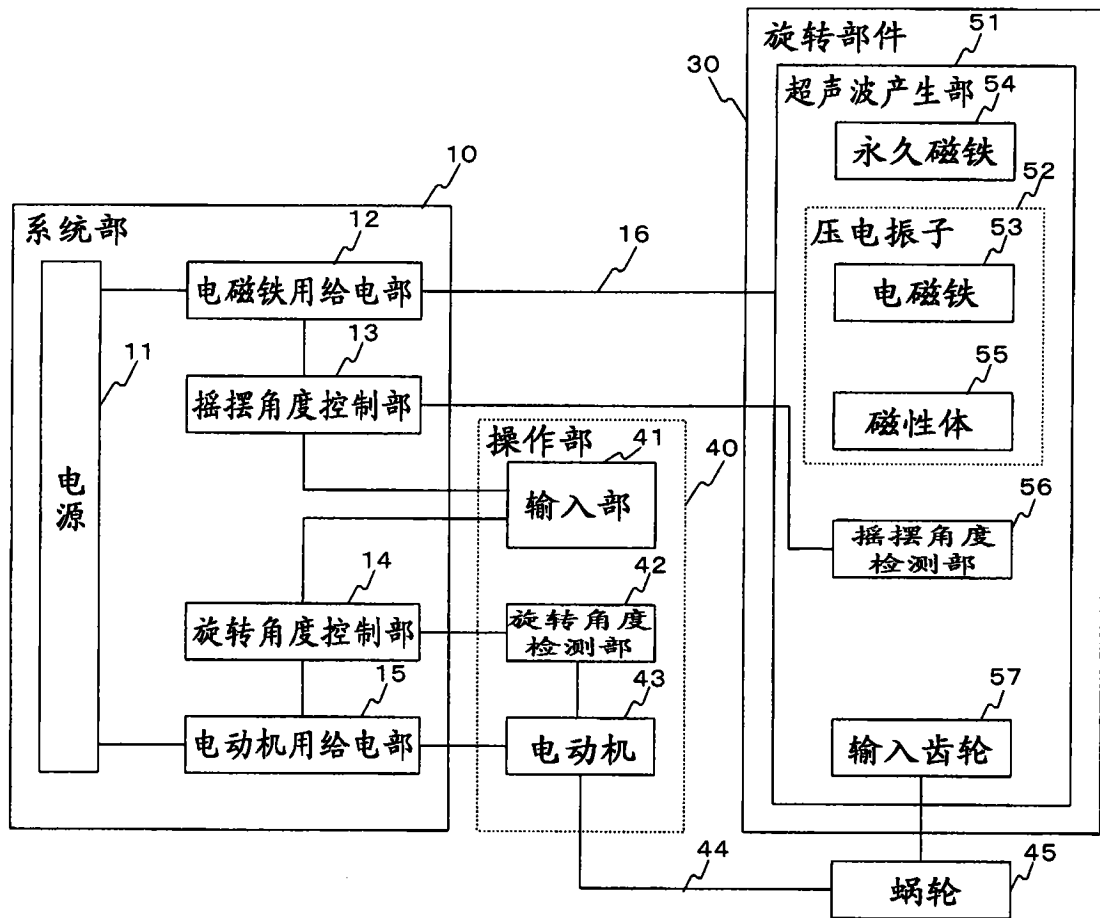 旋转部件
51
30
超声波产生部
54
永久磁铁
10
52
系统部
12
16
压电振子
53
电磁铁用给电部
电磁铁
13
11
55
摇摆角度控制部
磁性体
操作部
41
40
电源
输入部
56
摇摆角度
检测部
14
42
旋转角度控制部
旋转角度
检测部
15
43
57
电动机用给电部
电动机
输入齿轮
44
45
蜗轮